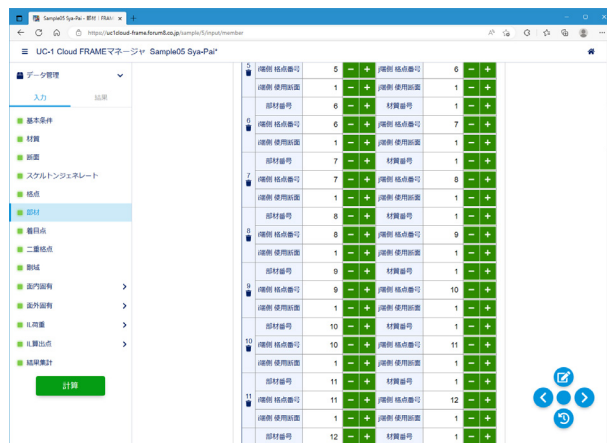 Sample05 Sya-Pai - 部材 | FRAM
https://uc1cloud-frame.forum8.co.jp/sample/5/input/member
UC-1 Cloud FRAMEマネージャ Sample05 Sya-Pai*
データ管理
入力 結果
基本条件
材質
断面
スケルトンジェネレート
格点
部材
着目点
二重格点
剛域
面内固有
面外固有
IL荷重
IL算出点
結果集計
計算
5 i端側 格点番号 5 − + j端側 格点番号 6 − +
i端側 使用断面 1 − + j端側 使用断面 1 − +
部材番号 6 − + 材質番号 1 − +
6 i端側 格点番号 6 − + j端側 格点番号 7 − +
i端側 使用断面 1 − + j端側 使用断面 1 − +
部材番号 7 − + 材質番号 1 − +
7 i端側 格点番号 7 − + j端側 格点番号 8 − +
i端側 使用断面 1 − + j端側 使用断面 1 − +
部材番号 8 − + 材質番号 1 − +
8 i端側 格点番号 8 − + j端側 格点番号 9 − +
i端側 使用断面 1 − + j端側 使用断面 1 − +
部材番号 9 − + 材質番号 1 − +
9 i端側 格点番号 9 − + j端側 格点番号 10 − +
i端側 使用断面 1 − + j端側 使用断面 1 − +
部材番号 10 − + 材質番号 1 − +
10 i端側 格点番号 10 − + j端側 格点番号 11 − +
i端側 使用断面 1 − + j端側 使用断面 1 − +
部材番号 11 − + 材質番号 1 − +
11 i端側 格点番号 11 − + j端側 格点番号 12 − +
i端側 使用断面 1 − + j端側 使用断面 1 − +
部材番号 12 − + 材質番号 1 − +